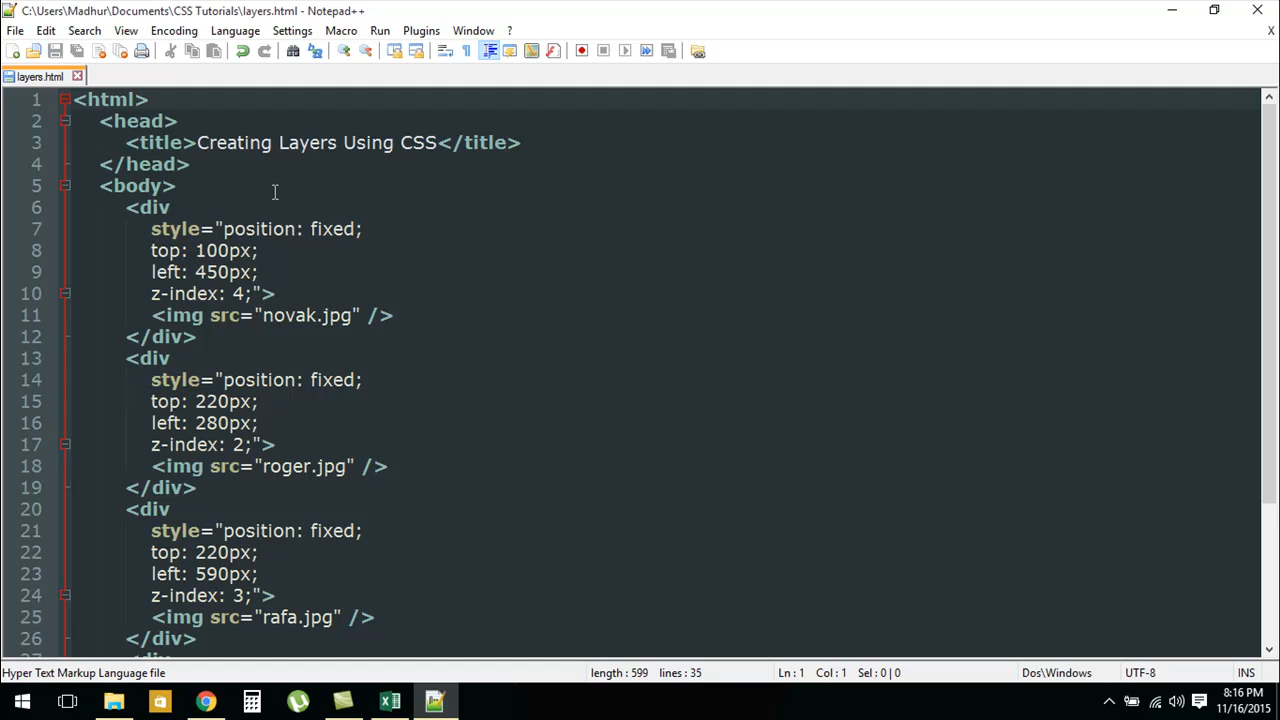 C:\Users\Madhur\Documents\CSS Tutorials\layers.html - Notepad++
File Edit Search View Encoding Language Settings Macro Run Plugins Window ? X
layers.html
1 <html>
2 <head>
3 <title>Creating Layers Using CSS</title>
4 </head>
5 <body>
6 <div
7 style="position: fixed;
8 top: 100px;
9 left: 450px;
10 z-index: 4;">
11 <img src="novak.jpg" />
12 </div>
13 <div
14 style="position: fixed;
15 top: 220px;
16 left: 280px;
17 z-index: 2;">
18 <img src="roger.jpg" />
19 </div>
20 <div
21 style="position: fixed;
22 top: 220px;
23 left: 590px;
24 z-index: 3;">
25 <img src="rafa.jpg" />
26 </div>
27 <div
Hyper Text Markup Language file length : 599 lines : 35 Ln : 1 Col : 1 Sel : 0 | 0 Dos\Windows UTF-8 INS
8:16 PM
11/16/2015